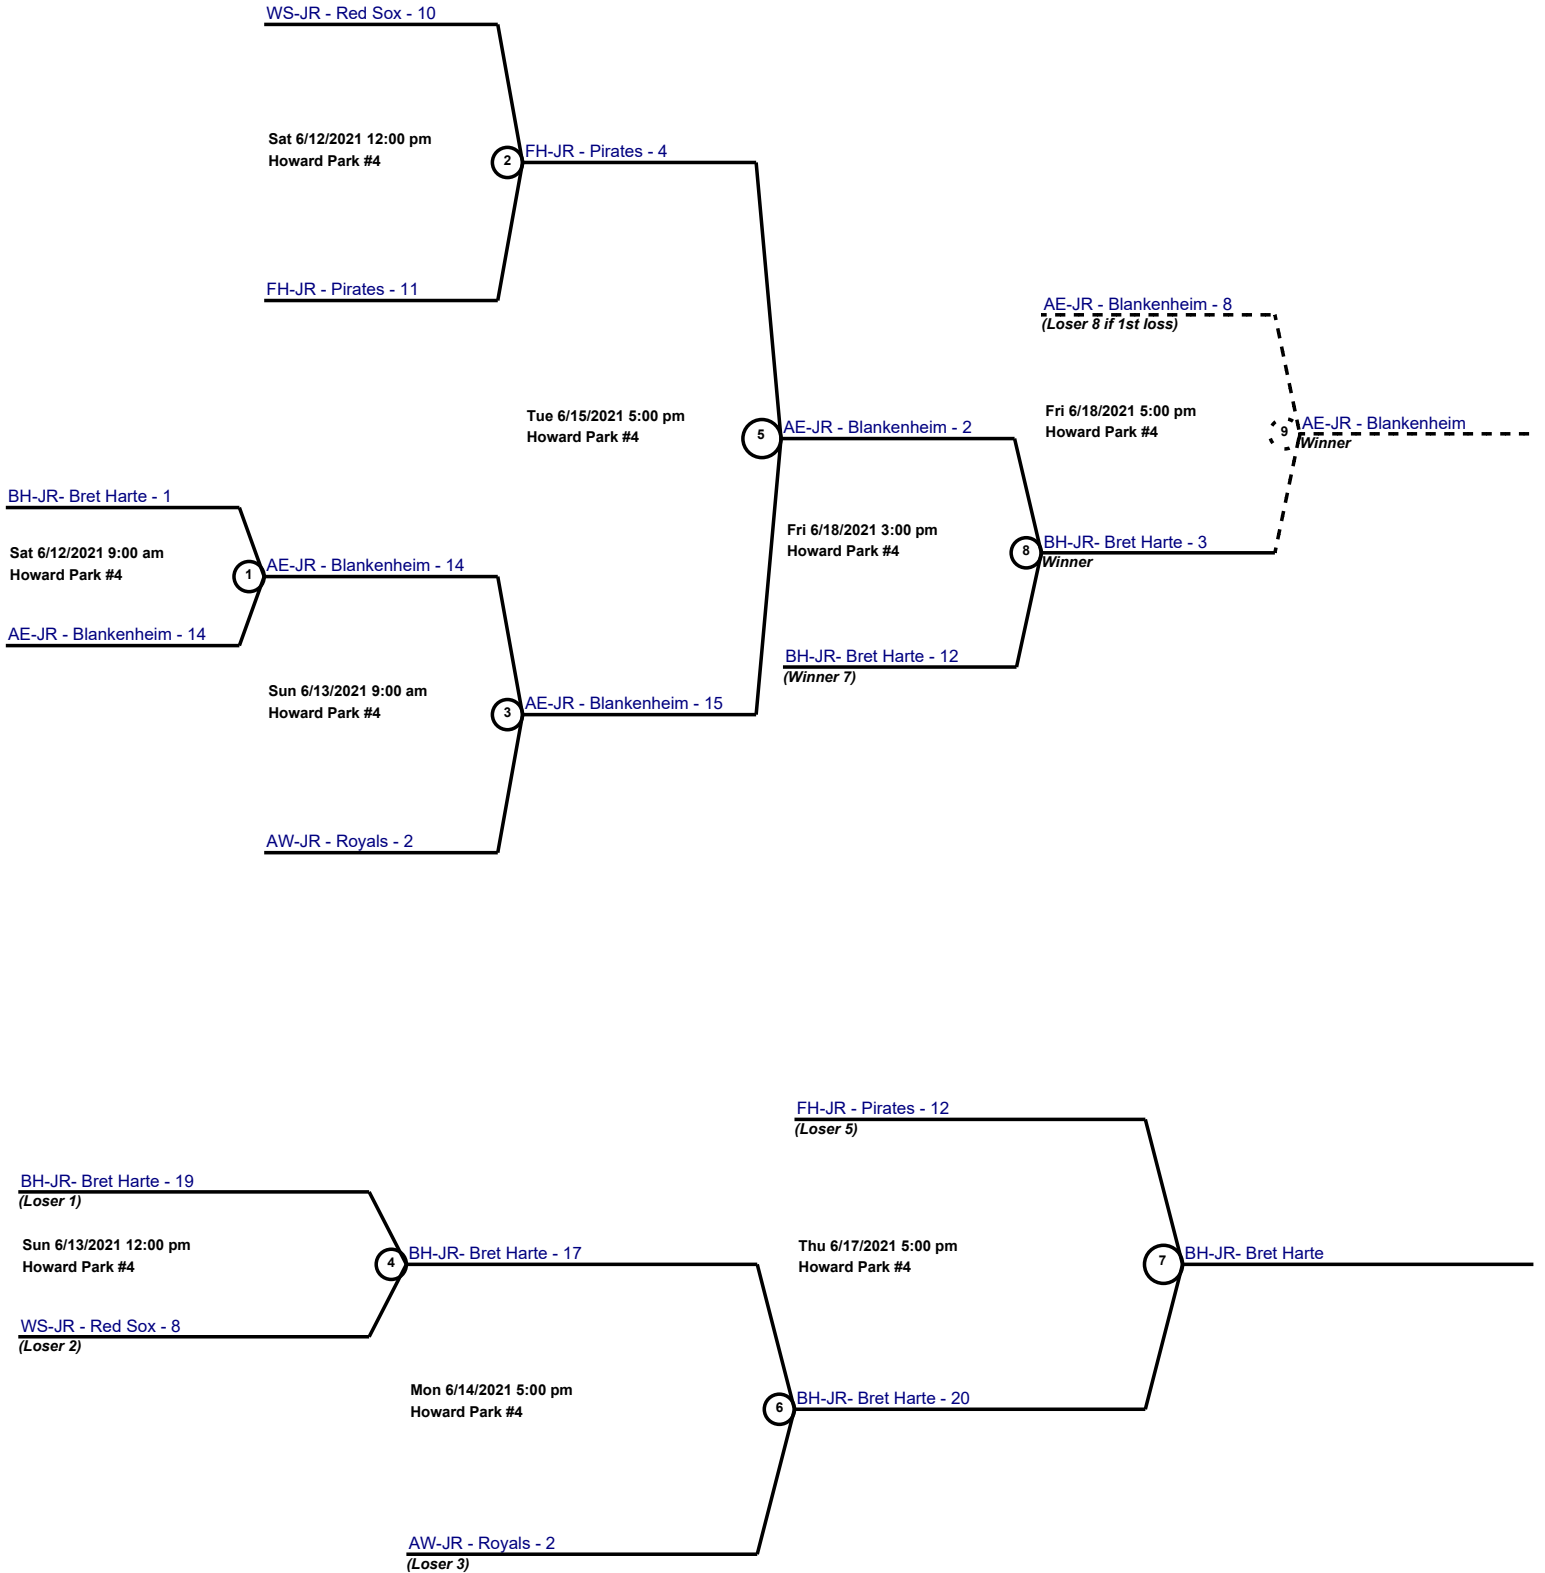 WS-JR - Red Sox - 10
Sat 6/12/2021 12:00 pm
Howard Park #4
2
FH-JR - Pirates - 4
FH-JR - Pirates - 11
AE-JR - Blankenheim - 8
(Loser 8 if 1st loss)
Tue 6/15/2021 5:00 pm
Howard Park #4
5
AE-JR - Blankenheim - 2
Fri 6/18/2021 5:00 pm
Howard Park #4
9
AE-JR - Blankenheim
Winner
BH-JR- Bret Harte - 1
Sat 6/12/2021 9:00 am
Howard Park #4
1
AE-JR - Blankenheim - 14
AE-JR - Blankenheim - 14
Fri 6/18/2021 3:00 pm
Howard Park #4
8
BH-JR- Bret Harte - 3
Winner
BH-JR- Bret Harte - 12
(Winner 7)
Sun 6/13/2021 9:00 am
Howard Park #4
3
AE-JR - Blankenheim - 15
AW-JR - Royals - 2
FH-JR - Pirates - 12
(Loser 5)
BH-JR- Bret Harte - 19
(Loser 1)
Sun 6/13/2021 12:00 pm
Howard Park #4
4
BH-JR- Bret Harte - 17
Thu 6/17/2021 5:00 pm
Howard Park #4
7
BH-JR- Bret Harte
WS-JR - Red Sox - 8
(Loser 2)
Mon 6/14/2021 5:00 pm
Howard Park #4
6
BH-JR- Bret Harte - 20
AW-JR - Royals - 2
(Loser 3)